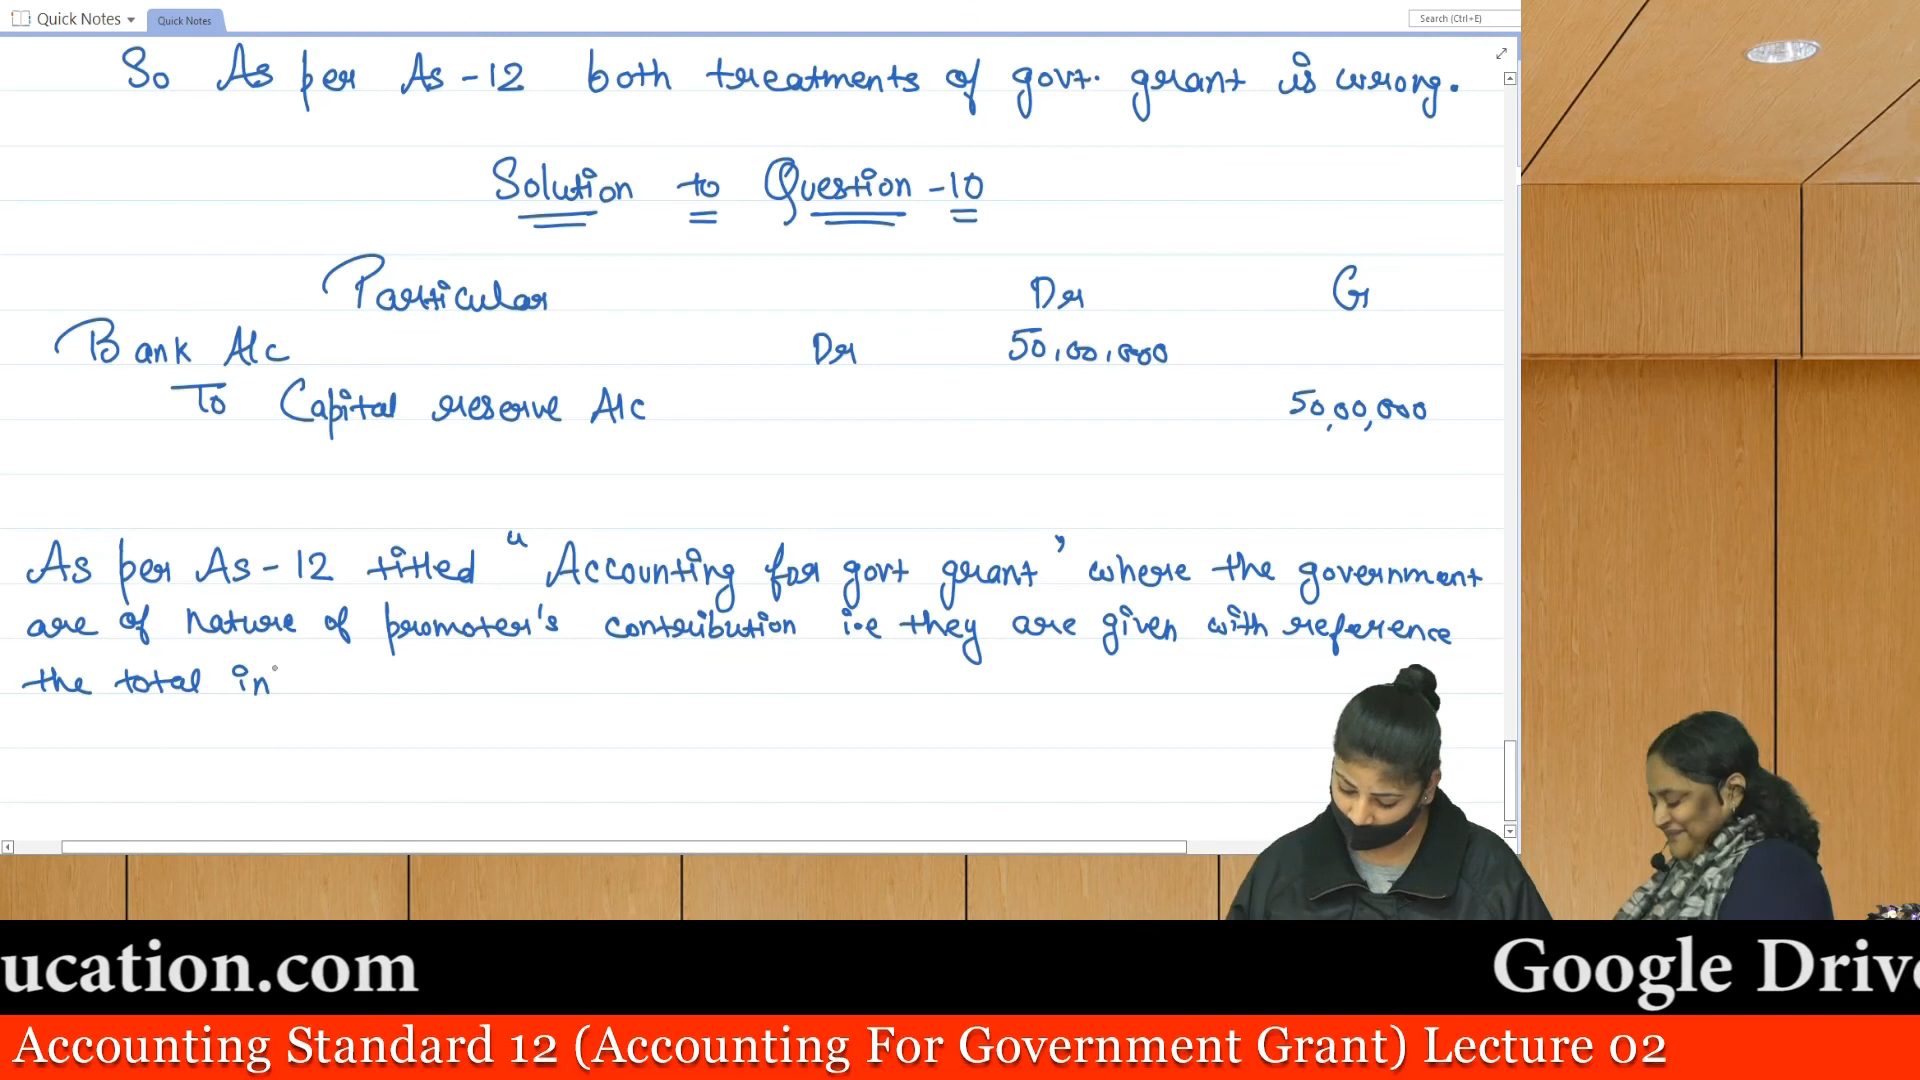 Quick Notes
Quick Notes
Search (Ctrl+E)
So As per As-12 both treatments of govt. grant is wrong.
Solution to Question -10
Particular Dr Cr
Bank A/c Dr 50,00,000
To Capital reserve A/c 50,00,000
As per As-12 titled "Accounting for govt grant" where the government
are of nature of promoter's contribution i.e they are given with reference
the total in
ucation.com
Google Driv
Accounting Standard 12 (Accounting For Government Grant) Lecture 02